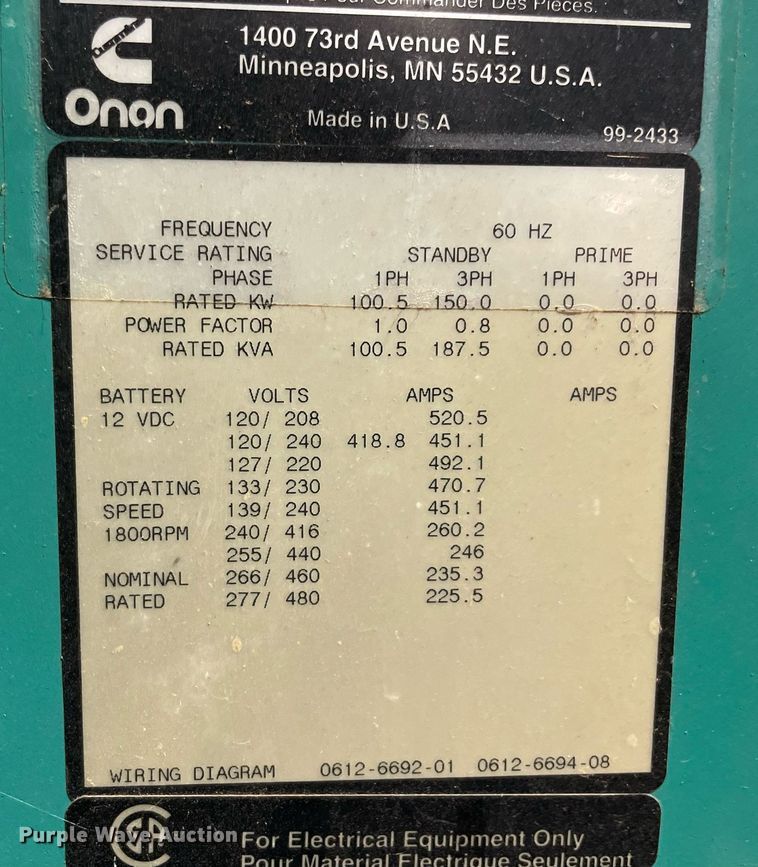 Pour Commander Des Pièces.
1400 73rd Avenue N.E.
Minneapolis, MN 55432 U.S.A.
Onan
Made in U.S.A
99-2433
FREQUENCY 60 HZ
SERVICE RATING STANDBY PRIME
PHASE 1PH 3PH 1PH 3PH
RATED KW 100.5 150.0 0.0 0.0
POWER FACTOR 1.0 0.8 0.0 0.0
RATED KVA 100.5 187.5 0.0 0.0
BATTERY VOLTS AMPS AMPS
12 VDC 120/ 208 520.5
120/ 240 418.8 451.1
127/ 220 492.1
ROTATING 133/ 230 470.7
SPEED 139/ 240 451.1
1800RPM 240/ 416 260.2
255/ 440 246
NOMINAL 266/ 460 235.3
RATED 277/ 480 225.5
WIRING DIAGRAM 0612-6692-01 0612-6694-08
Purple Wave Auction
For Electrical Equipment Only
Pour Material Electrique Seulement